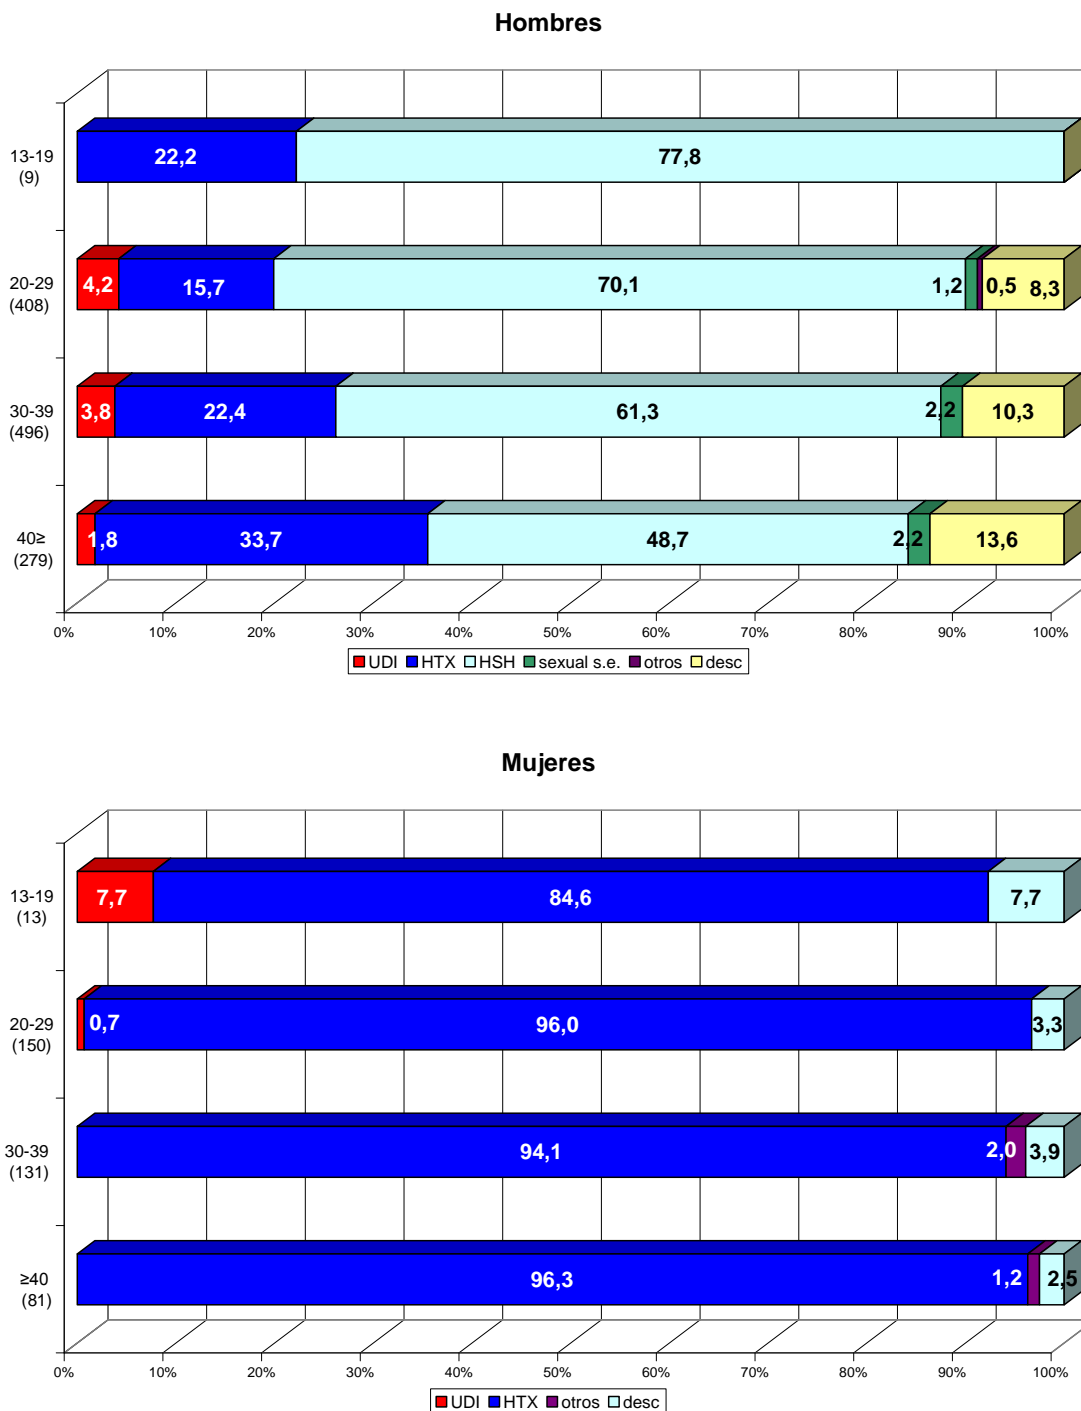 Hombres
13-19
(9)
22,2 77,8
20-29
(408)
4,2 15,7 70,1 1,2 0,5 8,3
30-39
(496)
3,8 22,4 61,3 2,2 10,3
40≥
(279)
1,8 33,7 48,7 2,2 13,6
0% 10% 20% 30% 40% 50% 60% 70% 80% 90% 100%
UDI HTX HSH sexual s.e. otros desc
Mujeres
13-19
(13)
7,7 84,6 7,7
20-29
(150)
0,7 96,0 3,3
30-39
(131)
94,1 2,0 3,9
≥40
(81)
96,3 1,2 2,5
0% 10% 20% 30% 40% 50% 60% 70% 80% 90% 100%
UDI HTX otros desc